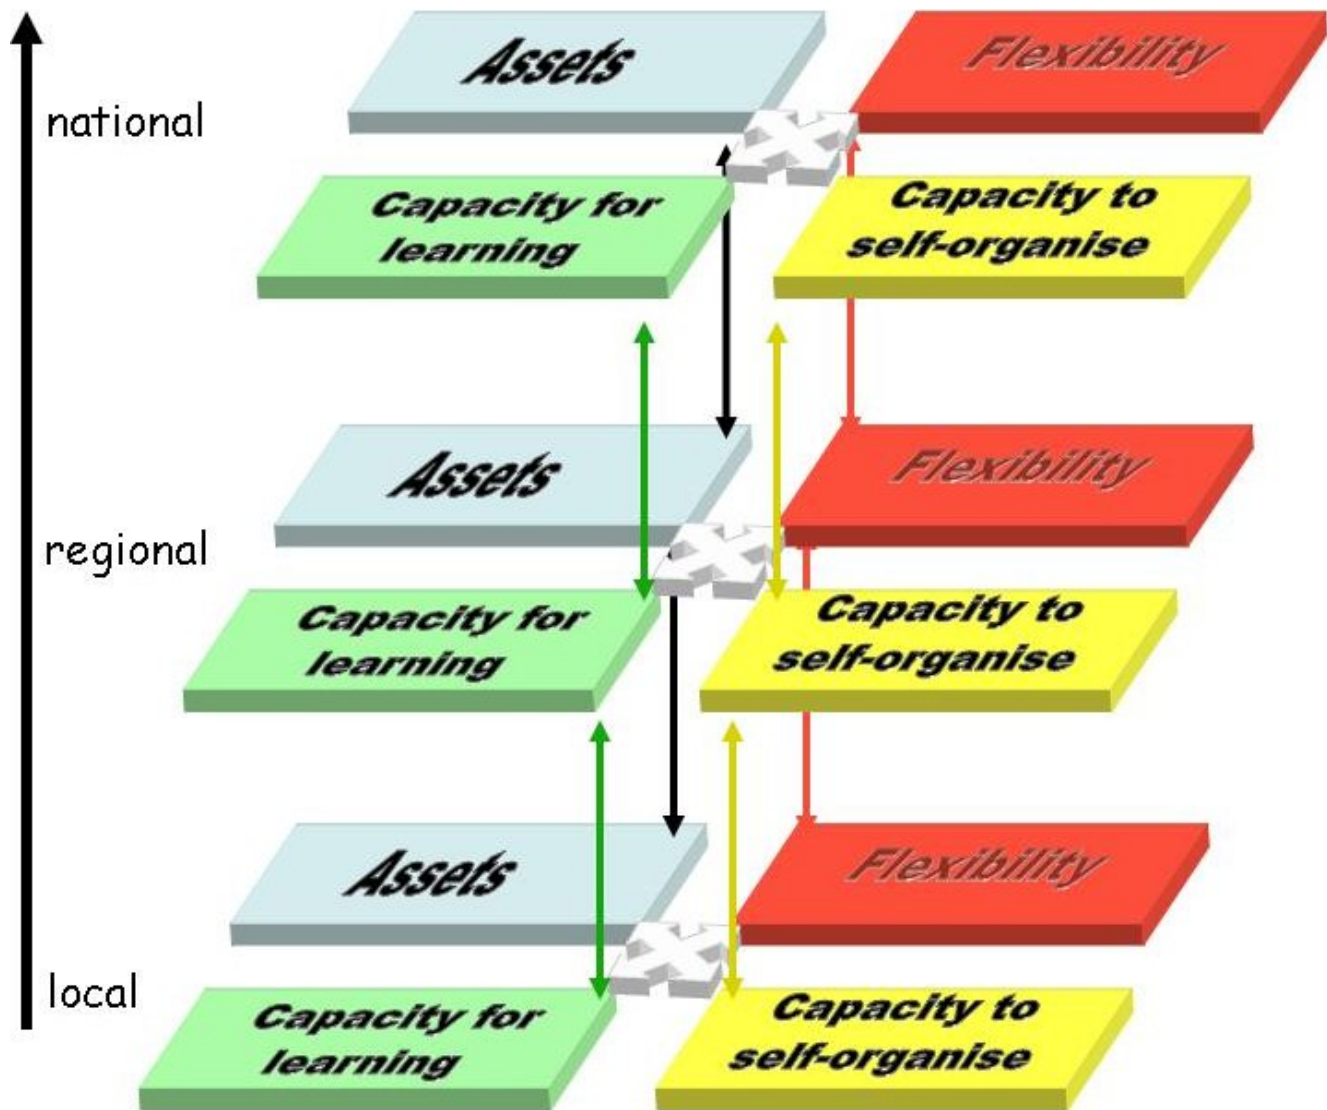 Assets
Flexibility
national
Capacity for
learning
Capacity to
self-organise
Assets
Flexibility
regional
Capacity for
learning
Capacity to
self-organise
Assets
Flexibility
local
Capacity for
learning
Capacity to
self-organise